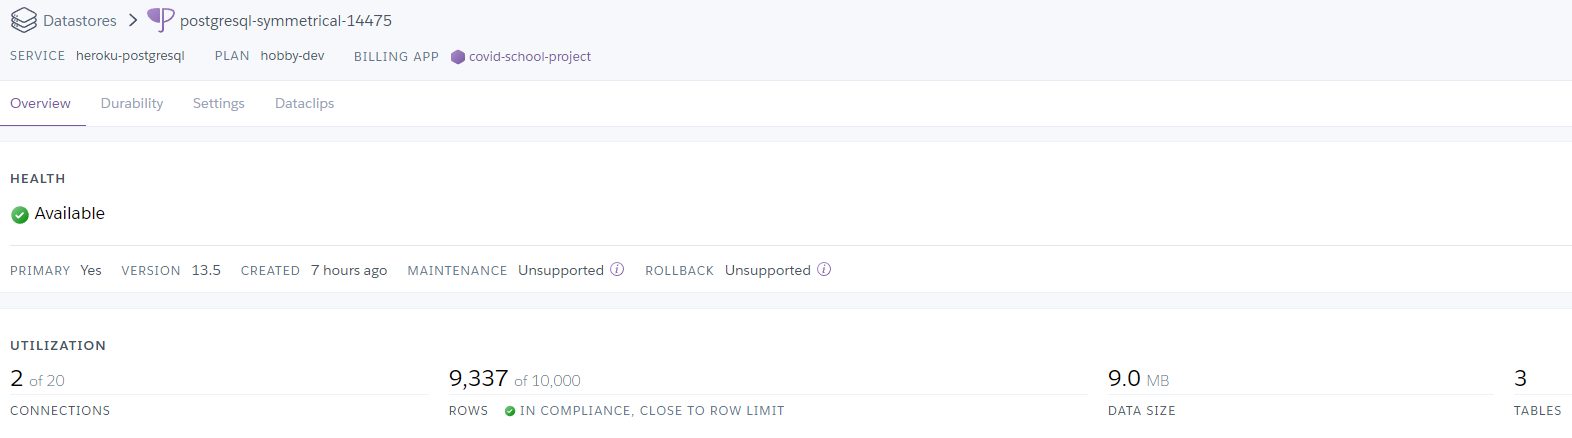 Datastores > postgresql-symmetrical-14475
SERVICE heroku-postgresql PLAN hobby-dev BILLING APP covid-school-project
Overview Durability Settings Dataclips
HEALTH
Available
PRIMARY Yes VERSION 13.5 CREATED 7 hours ago MAINTENANCE Unsupported ROLLBACK Unsupported
UTILIZATION
2 of 20 9,337 of 10,000 9.0 MB 3
CONNECTIONS ROWS IN COMPLIANCE, CLOSE TO ROW LIMIT DATA SIZE TABLES